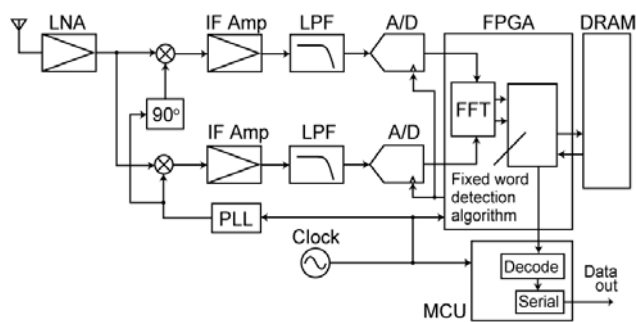 LNA
IF Amp
LPF
A/D
FPGA
DRAM
90°
FFT
IF Amp
LPF
A/D
Fixed word
detection
algorithm
PLL
Clock
Decode
Data
out
MCU
Serial